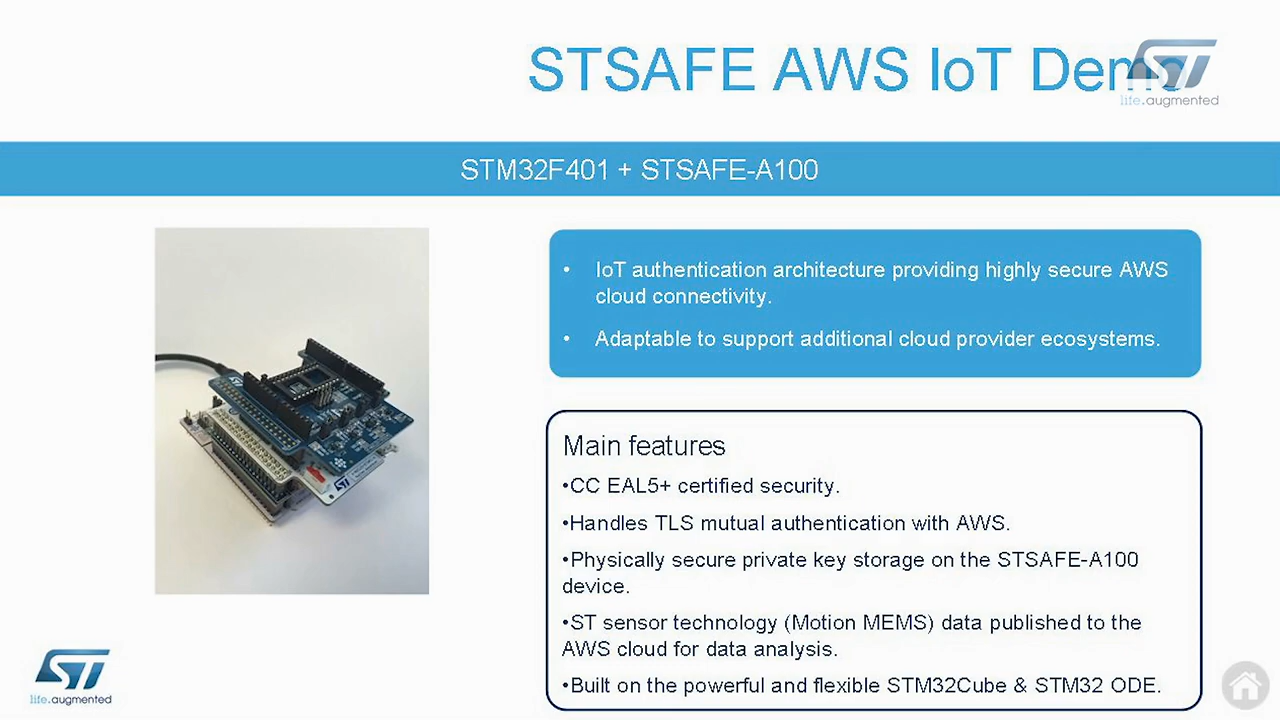 STSAFE AWS IoT Demo
life.augmented
STM32F401 + STSAFE-A100
• IoT authentication architecture providing highly secure AWS
cloud connectivity.
• Adaptable to support additional cloud provider ecosystems.
Main features
•CC EAL5+ certified security.
•Handles TLS mutual authentication with AWS.
•Physically secure private key storage on the STSAFE-A100
device.
•ST sensor technology (Motion MEMS) data published to the
AWS cloud for data analysis.
•Built on the powerful and flexible STM32Cube & STM32 ODE.
life.augmented